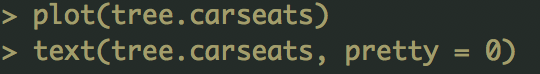 > plot(tree.carseats)
> text(tree.carseats, pretty = 0)